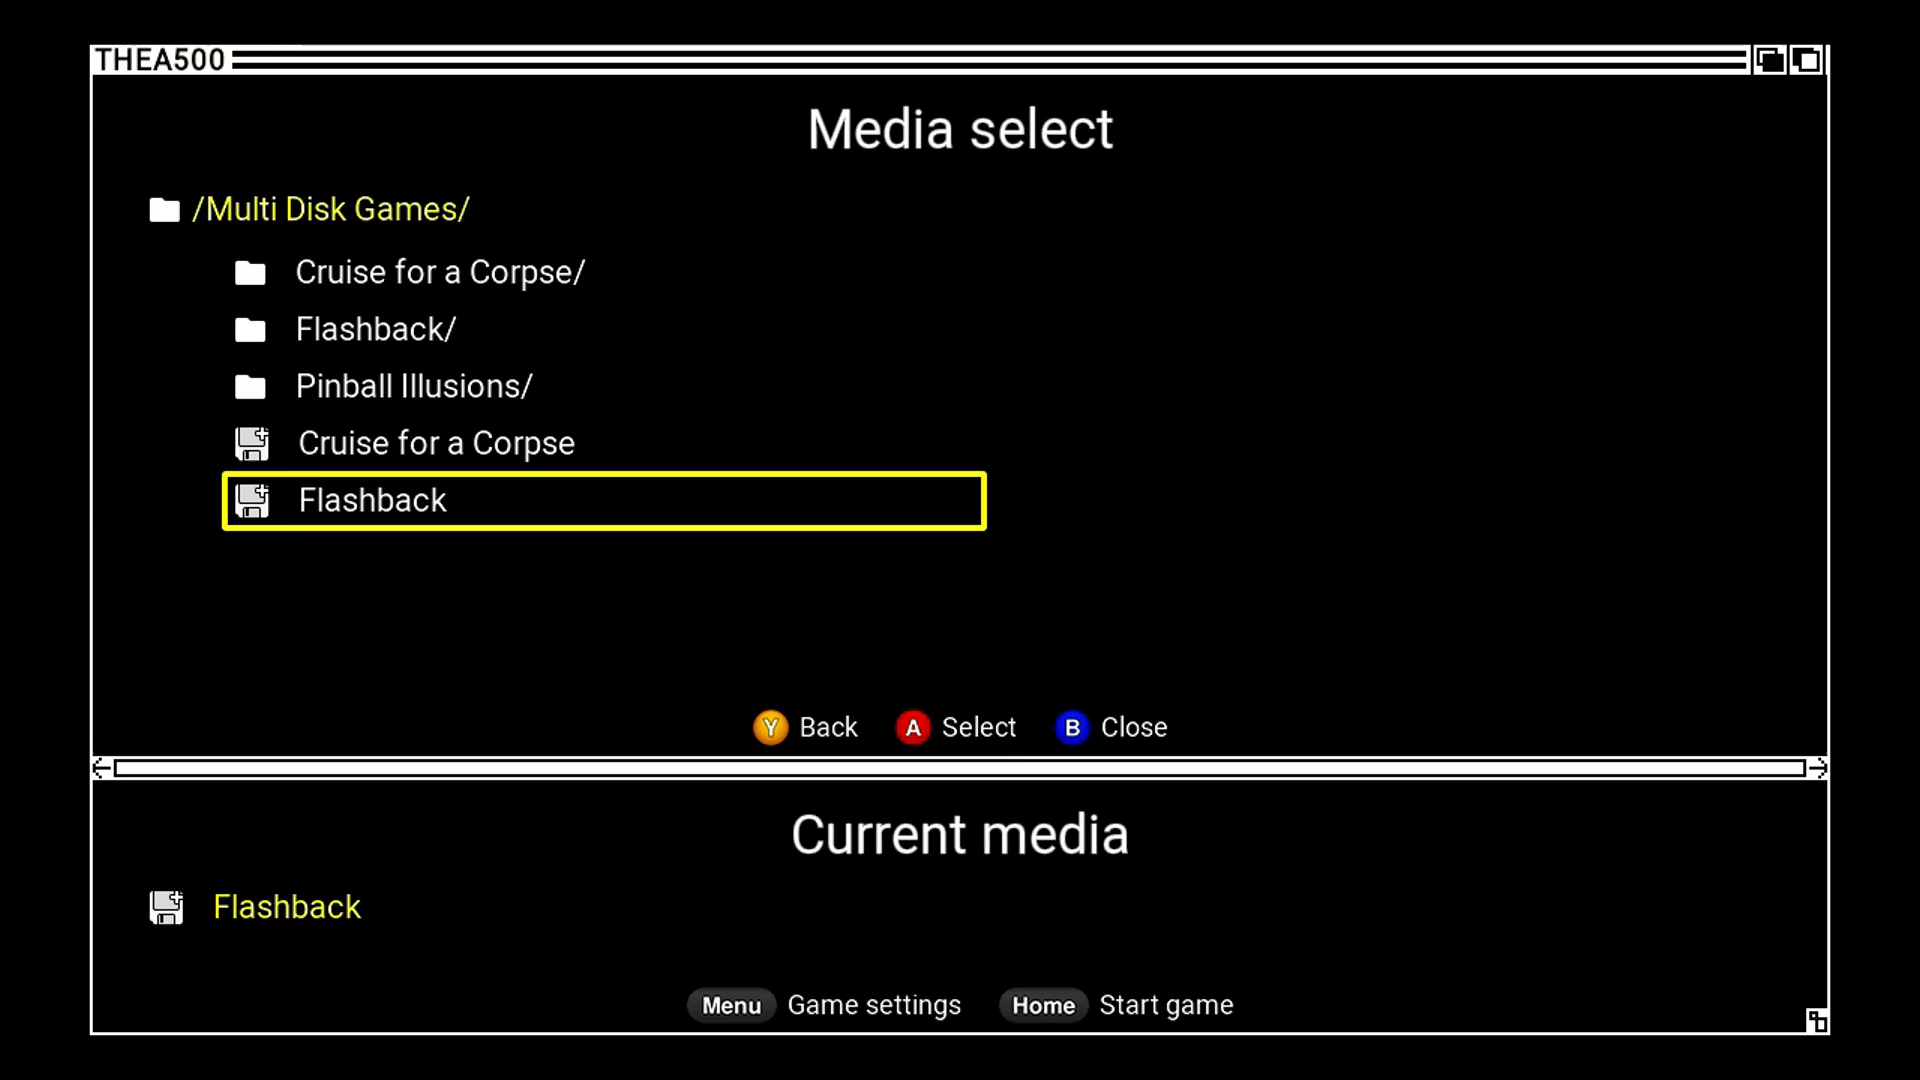 THEA500
Media select
/Multi Disk Games/
Cruise for a Corpse/
Flashback/
Pinball Illusions/
Cruise for a Corpse
Flashback
Y Back A Select B Close
Current media
Flashback
Menu Game settings Home Start game